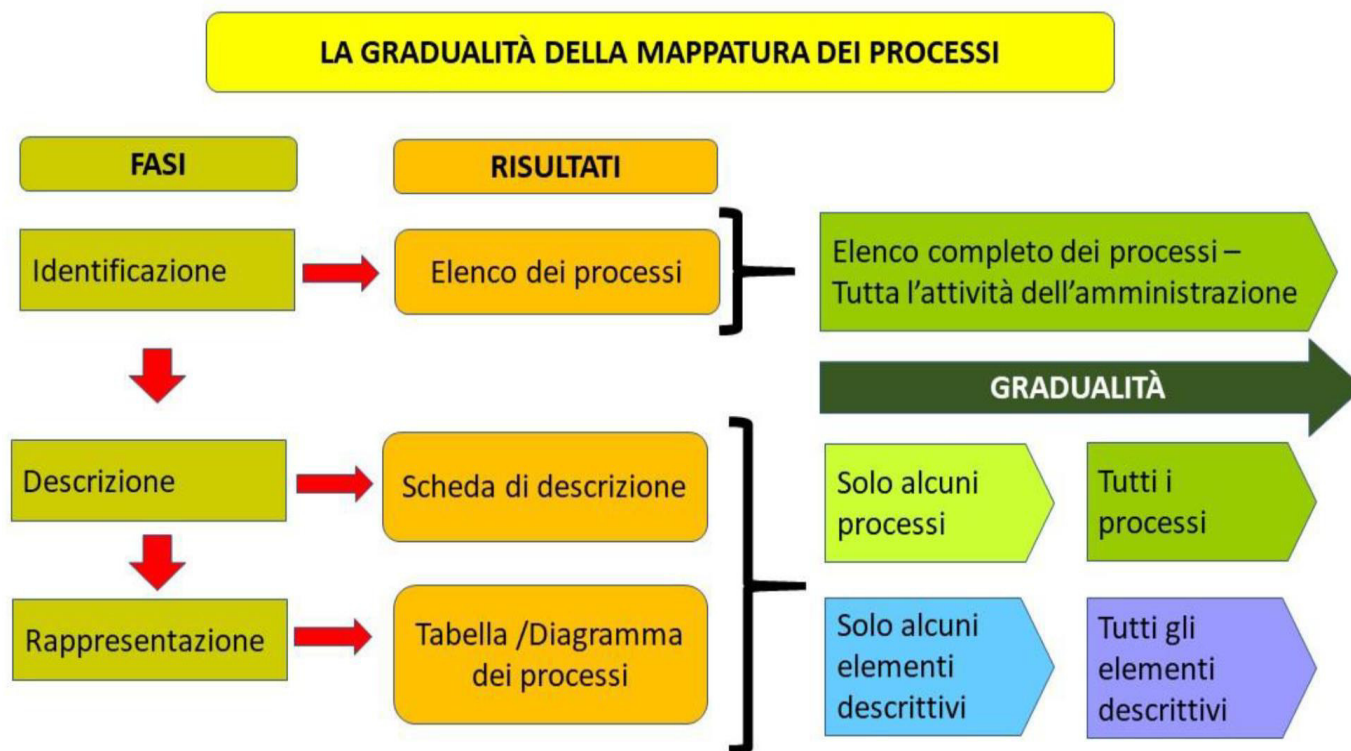 LA GRADUALITÀ DELLA MAPPATURA DEI PROCESSI
FASI
RISULTATI
Identificazione
Elenco dei processi
Elenco completo dei processi –
Tutta l’attività dell’amministrazione
GRADUALITÀ
Descrizione
Scheda di descrizione
Solo alcuni
processi
Tutti i
processi
Rappresentazione
Tabella /Diagramma
dei processi
Solo alcuni
elementi
descrittivi
Tutti gli
elementi
descrittivi